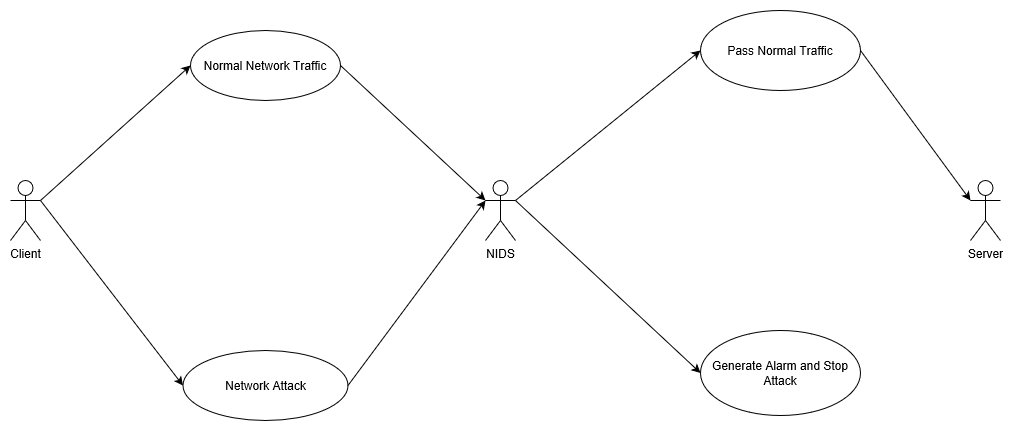 Normal Network Traffic
Pass Normal Traffic
Client
NIDS
Server
Network Attack
Generate Alarm and Stop
Attack